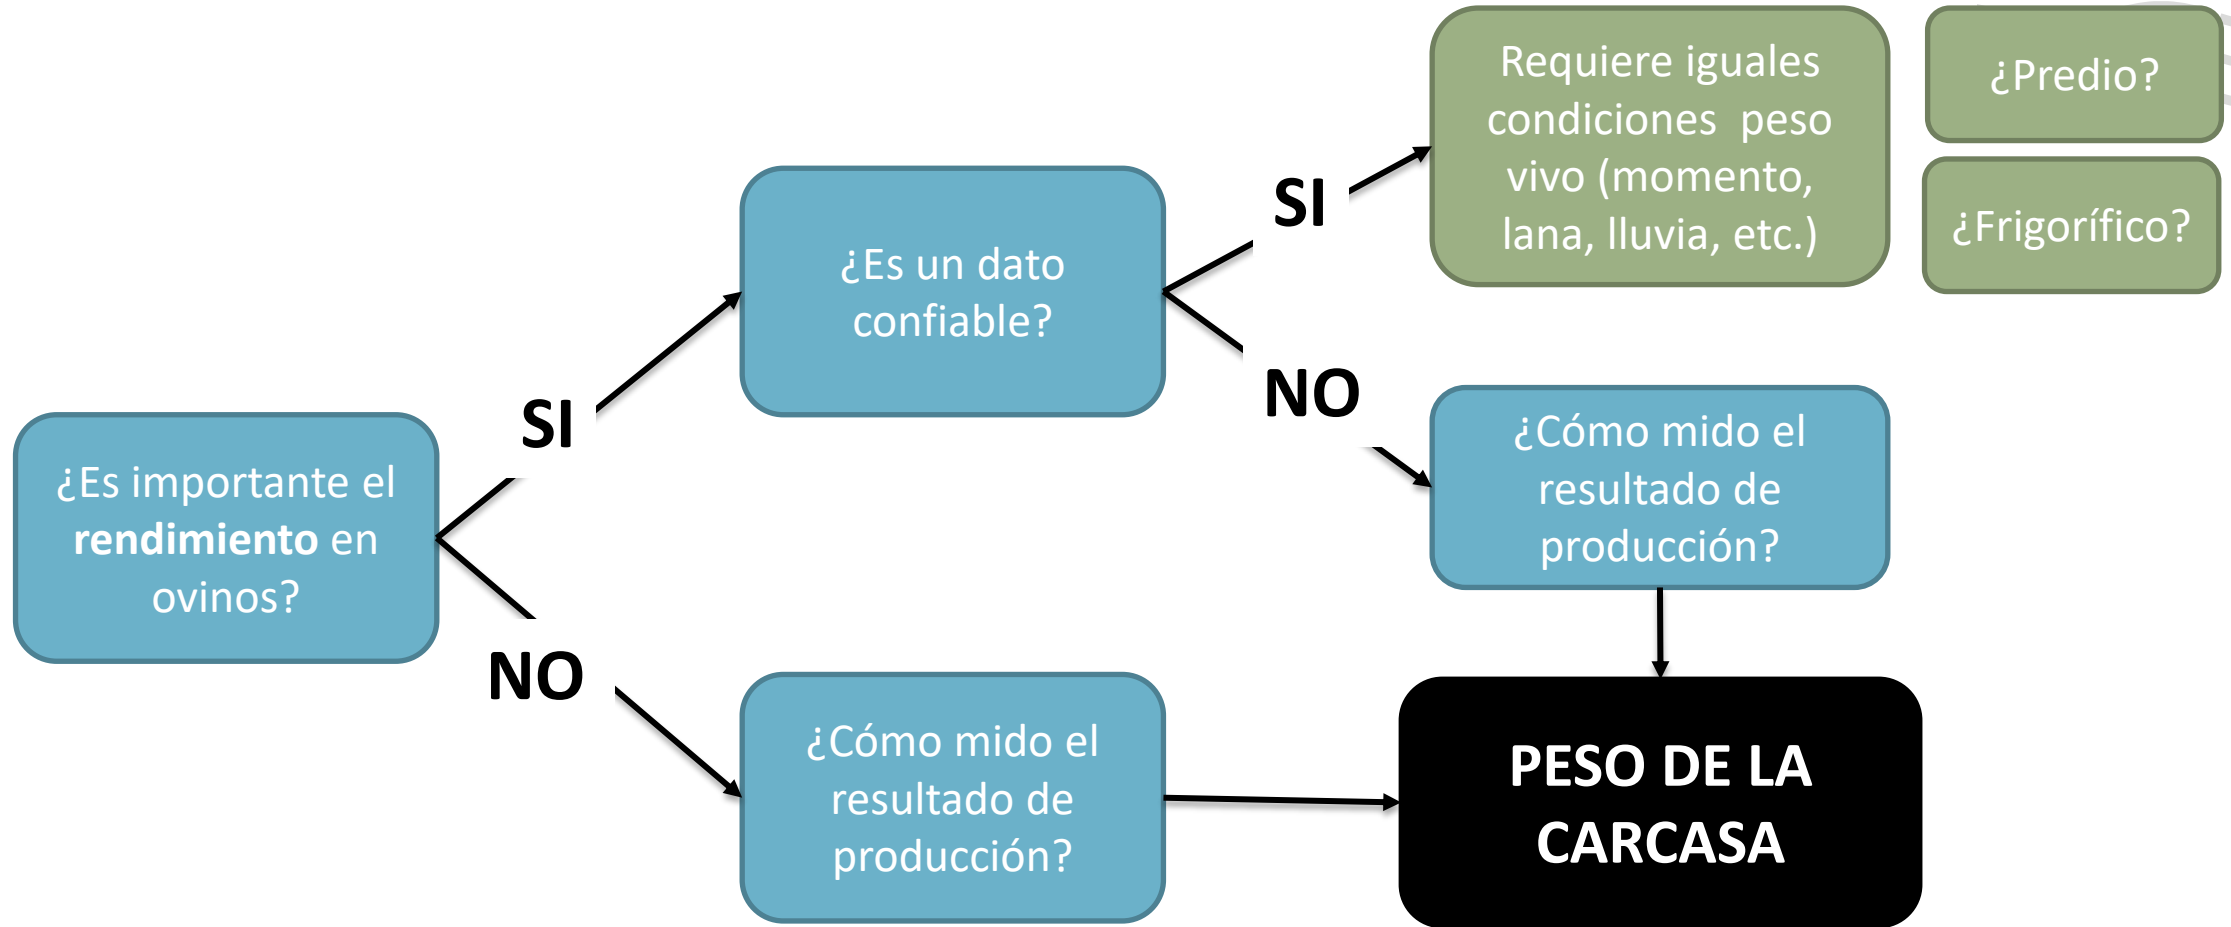 ¿Es importante el
rendimiento en
ovinos?
SI
NO
¿Es un dato
confiable?
SI
NO
Requiere iguales
condiciones peso
vivo (momento,
lana, lluvia, etc.)
¿Predio?
¿Frigorífico?
¿Cómo mido el
resultado de
producción?
¿Cómo mido el
resultado de
producción?
PESO DE LA
CARCASA